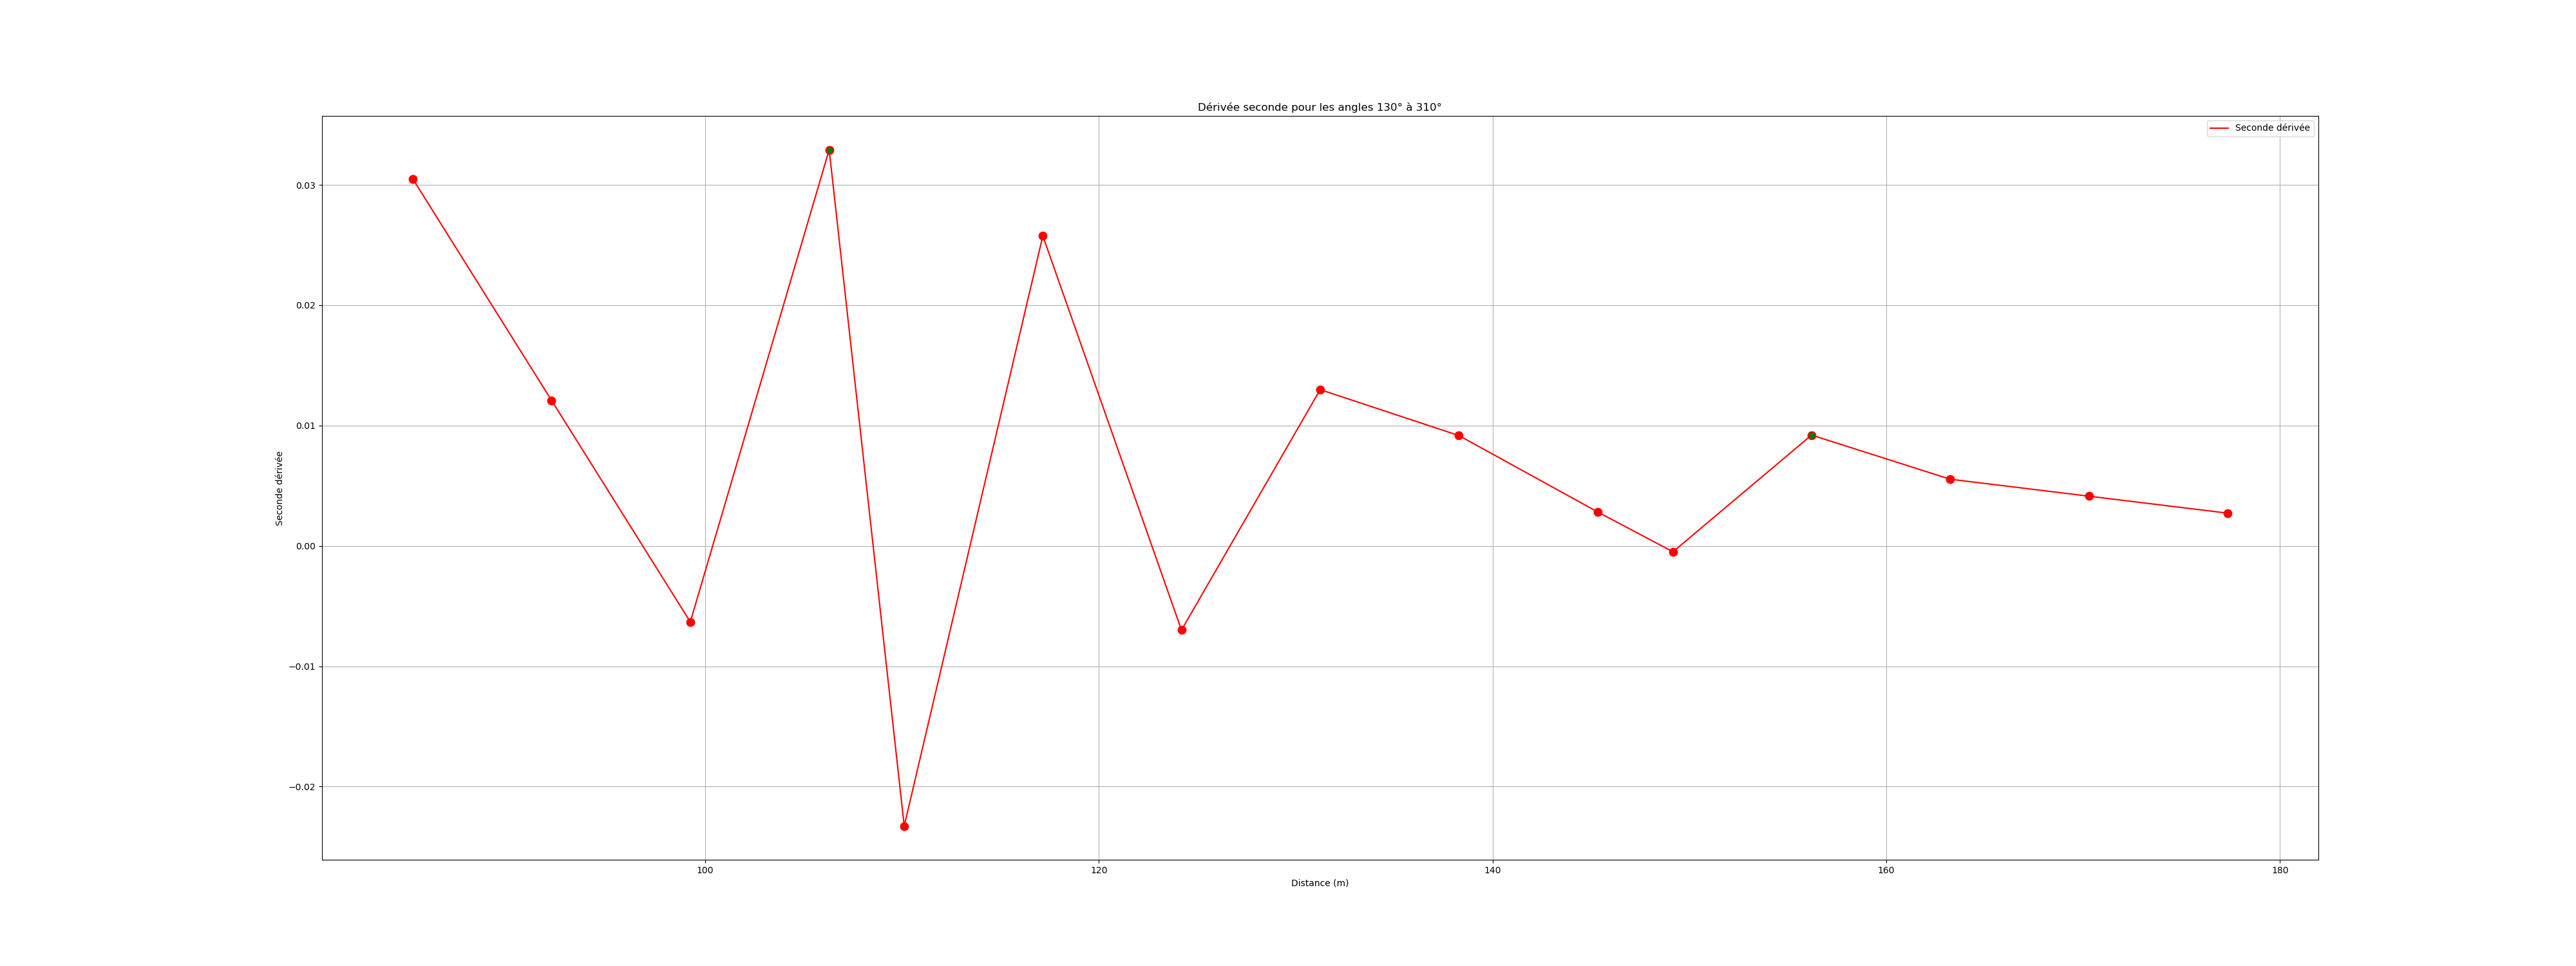 Dérivée seconde pour les angles 130° à 310°
Seconde dérivée
0.03
0.02
0.01
0.00
−0.01
−0.02
Seconde dérivée
100
120
140
160
180
Distance (m)